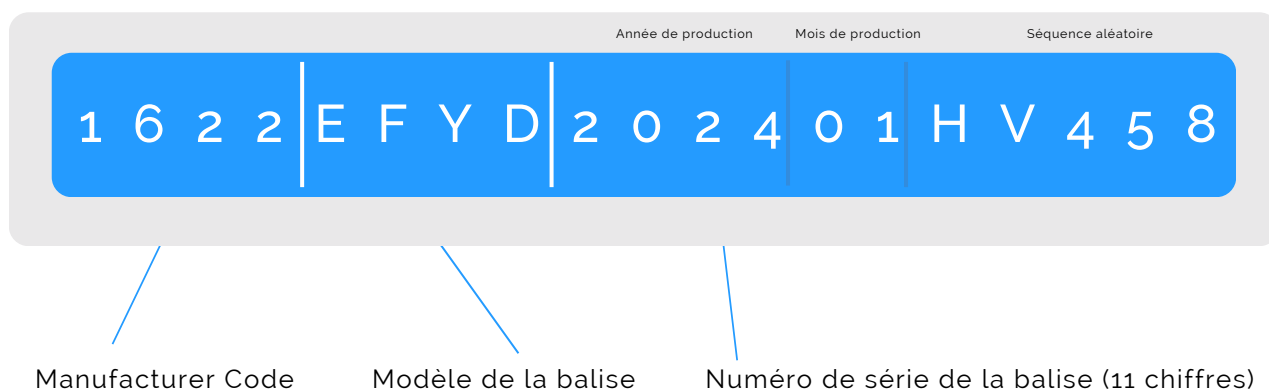 Année de production Mois de production Séquence aléatoire
1 6 2 2 E F Y D 2 0 2 4 0 1 H V 4 5 8
Manufacturer Code Modèle de la balise Numéro de série de la balise (11 chiffres)